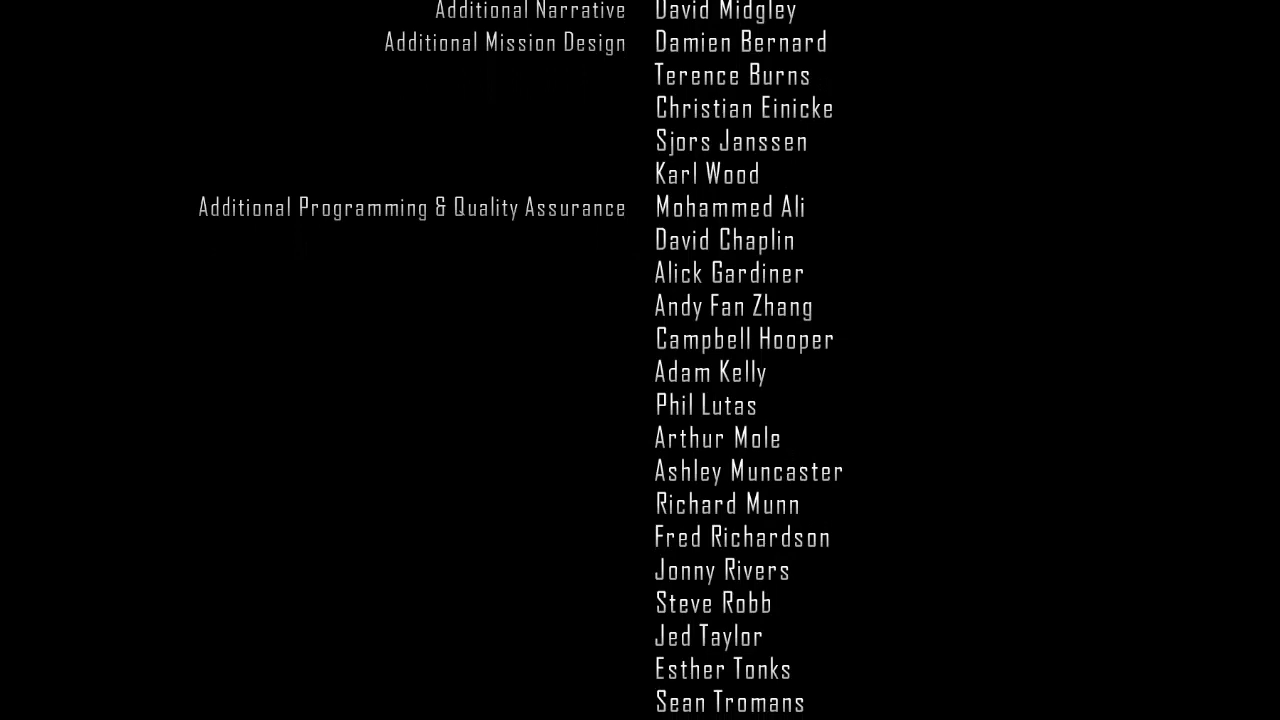 Additional Narrative David Midgley
Additional Mission Design Damien Bernard
Terence Burns
Christian Einicke
Sjors Janssen
Karl Wood
Additional Programming & Quality Assurance Mohammed Ali
David Chaplin
Alick Gardiner
Andy Fan Zhang
Campbell Hooper
Adam Kelly
Phil Lutas
Arthur Mole
Ashley Muncaster
Richard Munn
Fred Richardson
Jonny Rivers
Steve Robb
Jed Taylor
Esther Tonks
Sean Tromans